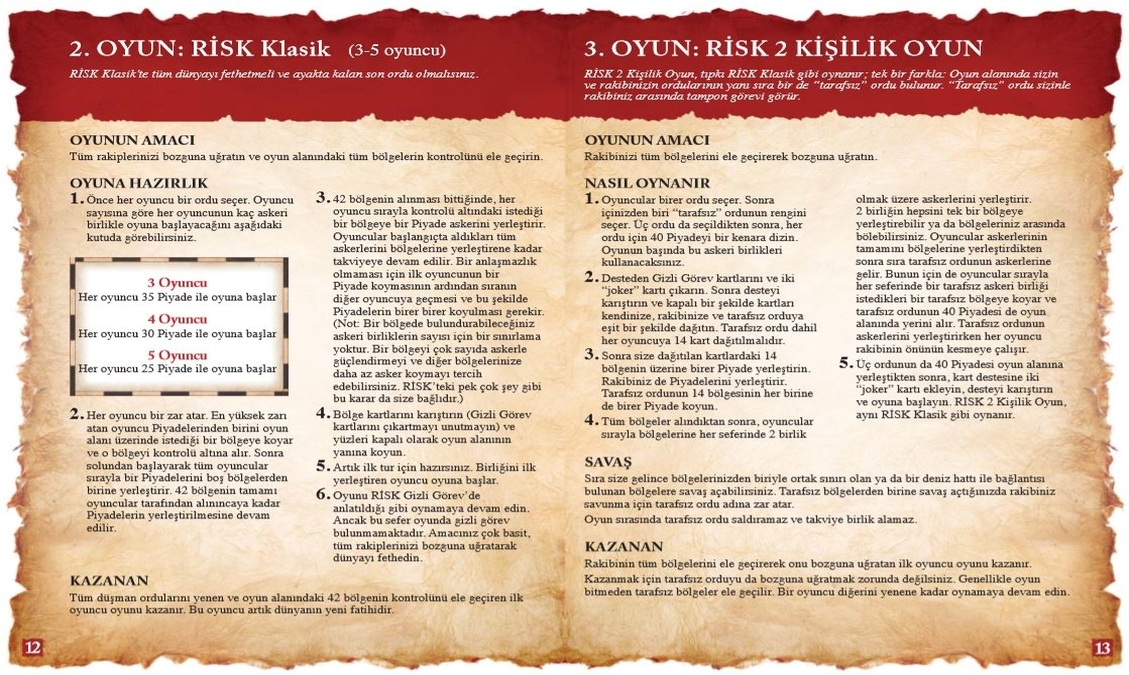 2. OYUN: RİSK Klasik (3-5 oyuncu)
RİSK Klasik'te tüm dünyayı fethetmeli ve ayakta kalan son ordu olmalısınız.
OYUNUN AMACI
Tüm rakiplerinizi bozguna uğratın ve oyun alanındaki tüm bölgelerin kontrolünü ele geçirin.
OYUNA HAZIRLIK
1. Önce her oyuncu bir ordu seçer. Oyuncu
sayısına göre her oyuncunun kaç askeri
birlikle oyuna başlayacağını aşağıdaki
kutuda görebilirsiniz.
3 Oyuncu
Her oyuncu 35 Piyade ile oyuna başlar
4 Oyuncu
Her oyuncu 30 Piyade ile oyuna başlar
5 Oyuncu
Her oyuncu 25 Piyade ile oyuna başlar
2. Her oyuncu bir zar atar. En yüksek zarı
atan oyuncu Piyadelerinden birini oyun
alanı üzerinde istediği bir bölgeye koyar
ve o bölgeyi kontrolü altına alır. Sonra
solundan başlayarak tüm oyuncular
sırayla bir Piyadelerini boş bölgelerden
birine yerleştirir. 42 bölgenin tamamı
oyuncular tarafından alınıncaya kadar
Piyadelerin yerleştirilmesine devam
edilir.
3. 42 bölgenin alınması bittiğinde, her
oyuncu sırayla kontrolü altındaki istediği
bir bölgeye bir Piyade askerini yerleştirir.
Oyuncular başlangıçta aldıkları tüm
askerlerini bölgelerine yerleştirene kadar
takviyeye devam edilir. Bir anlaşmazlık
olmaması için ilk oyuncunun bir
Piyade koymasının ardından sıranın
diğer oyuncuya geçmesi ve bu şekilde
Piyadelerin birer birer koyulması gerekir.
(Not: Bir bölgede bulundurabileceğiniz
askeri birliklerin sayısı için bir sınırlama
yoktur. Bir bölgeyi çok sayıda askerle
güçlendirmeyi ve diğer bölgelerinize
daha az asker koymayı tercih
edebilirsiniz. RİSK'teki pek çok şey gibi
bu karar da size bağlıdır.)
4. Bölge kartlarını karıştırın (Gizli Görev
kartlarını çıkartmayı unutmayın) ve
yüzleri kapalı olarak oyun alanının
yanına koyun.
5. Artık ilk tur için hazırsınız. Birliğini ilk
yerleştiren oyuncu oyuna başlar.
6. Oyunu RİSK Gizli Görev'de
anlatıldığı gibi oynamaya devam edin.
Ancak bu sefer oyunda gizli görev
bulunmamaktadır. Amacınız çok basit,
tüm rakiplerinizi bozguna uğratarak
dünyayı fethedin.
KAZANAN
Tüm düşman ordularını yenen ve oyun alanındaki 42 bölgenin kontrolünü ele geçiren ilk
oyuncu oyunu kazanır. Bu oyuncu artık dünyanın yeni fatihidir.
12
3. OYUN: RİSK 2 KİŞİLİK OYUN
RİSK 2 Kişilik Oyun, tıpkı RİSK Klasik gibi oynanır; tek bir farkla: Oyun alanında sizin
ve rakibinizin ordularının yanı sıra bir de “tarafsız” ordu bulunur. “Tarafsız” ordu sizinle
rakibiniz arasında tampon görevi görür.
OYUNUN AMACI
Rakibinizi tüm bölgelerini ele geçirerek bozguna uğratın.
NASIL OYNANIR
1. Oyuncular birer ordu seçer. Sonra
içinizden biri “tarafsız” ordunun rengini
seçer. Üç ordu da seçildikten sonra, her
ordu için 40 Piyadeyi bir kenara dizin.
Oyunun başında bu askeri birlikleri
kullanacaksınız.
2. Desteden Gizli Görev kartlarını ve iki
“joker” kartı çıkarın. Sonra desteyi
karıştırın ve kapalı bir şekilde kartları
kendinize, rakibinize ve tarafsız orduya
eşit bir şekilde dağıtın. Tarafsız ordu dahil
her oyuncuya 14 kart dağıtılmalıdır.
3. Sonra size dağıtılan kartlardaki 14
bölgenin üzerine birer Piyade yerleştirin.
Rakibiniz de Piyadelerini yerleştirir.
Tarafsız ordunun 14 bölgesinin her birine
de birer Piyade koyun.
4. Tüm bölgeler alındıktan sonra, oyuncular
sırayla bölgelerine her seferinde 2 birlik
olmak üzere askerlerini yerleştirir.
2 birliğin hepsini tek bir bölgeye
yerleştirebilir ya da bölgeleriniz arasında
bölebilirsiniz. Oyuncular askerlerinin
tamamını bölgelerine yerleştirdikten
sonra sıra tarafsız ordunun askerlerine
gelir. Bunun için de oyuncular sırayla
her seferinde bir tarafsız askeri birliği
istedikleri bir tarafsız bölgeye koyar ve
tarafsız ordunun 40 Piyadesi de oyun
alanında yerini alır. Tarafsız ordunun
askerlerini yerleştirirken her oyuncu
rakibinin önünün kesmeye çalışır.
5. Üç ordunun da 40 Piyadesi oyun alanına
yerleştikten sonra, kart destesine iki
“joker” kartı ekleyin, desteyi karıştırın
ve oyuna başlayın. RİSK 2 Kişilik Oyun,
aynı RİSK Klasik gibi oynanır.
SAVAŞ
Sıra size gelince bölgelerinizden biriyle ortak sınırı olan ya da bir deniz hattı ile bağlantısı
bulunan bölgelere savaş açabilirsiniz. Tarafsız bölgelerden birine savaş açtığınızda rakibiniz
savunma için tarafsız ordu adına zar atar.
Oyun sırasında tarafsız ordu saldıramaz ve takviye birlik alamaz.
KAZANAN
Rakibinin tüm bölgelerini ele geçirerek onu bozguna uğratan ilk oyuncu oyunu kazanır.
Kazanmak için tarafsız orduyu da bozguna uğratmak zorunda değilsiniz. Genellikle oyun
bitmeden tarafsız bölgeler ele geçilir. Bir oyuncu diğerini yenene kadar oynamaya devam edin.
13